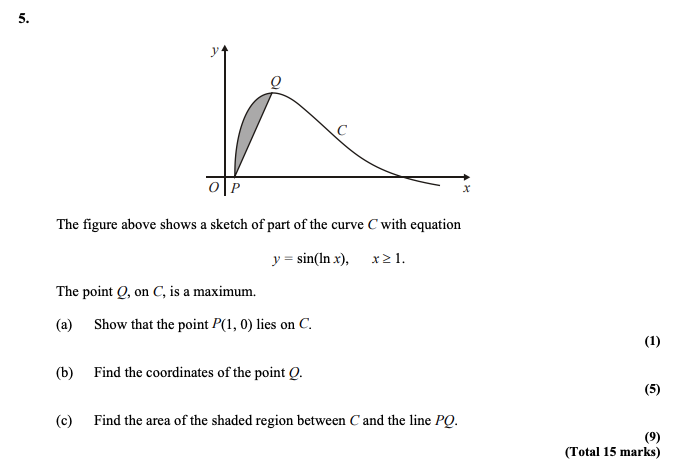 5.
y
Q
C
O P
x
The figure above shows a sketch of part of the curve C with equation
y = sin(ln x), x ≥ 1.
The point Q, on C, is a maximum.
(a) Show that the point P(1, 0) lies on C.
(1)
(b) Find the coordinates of the point Q.
(5)
(c) Find the area of the shaded region between C and the line PQ.
(9)
(Total 15 marks)